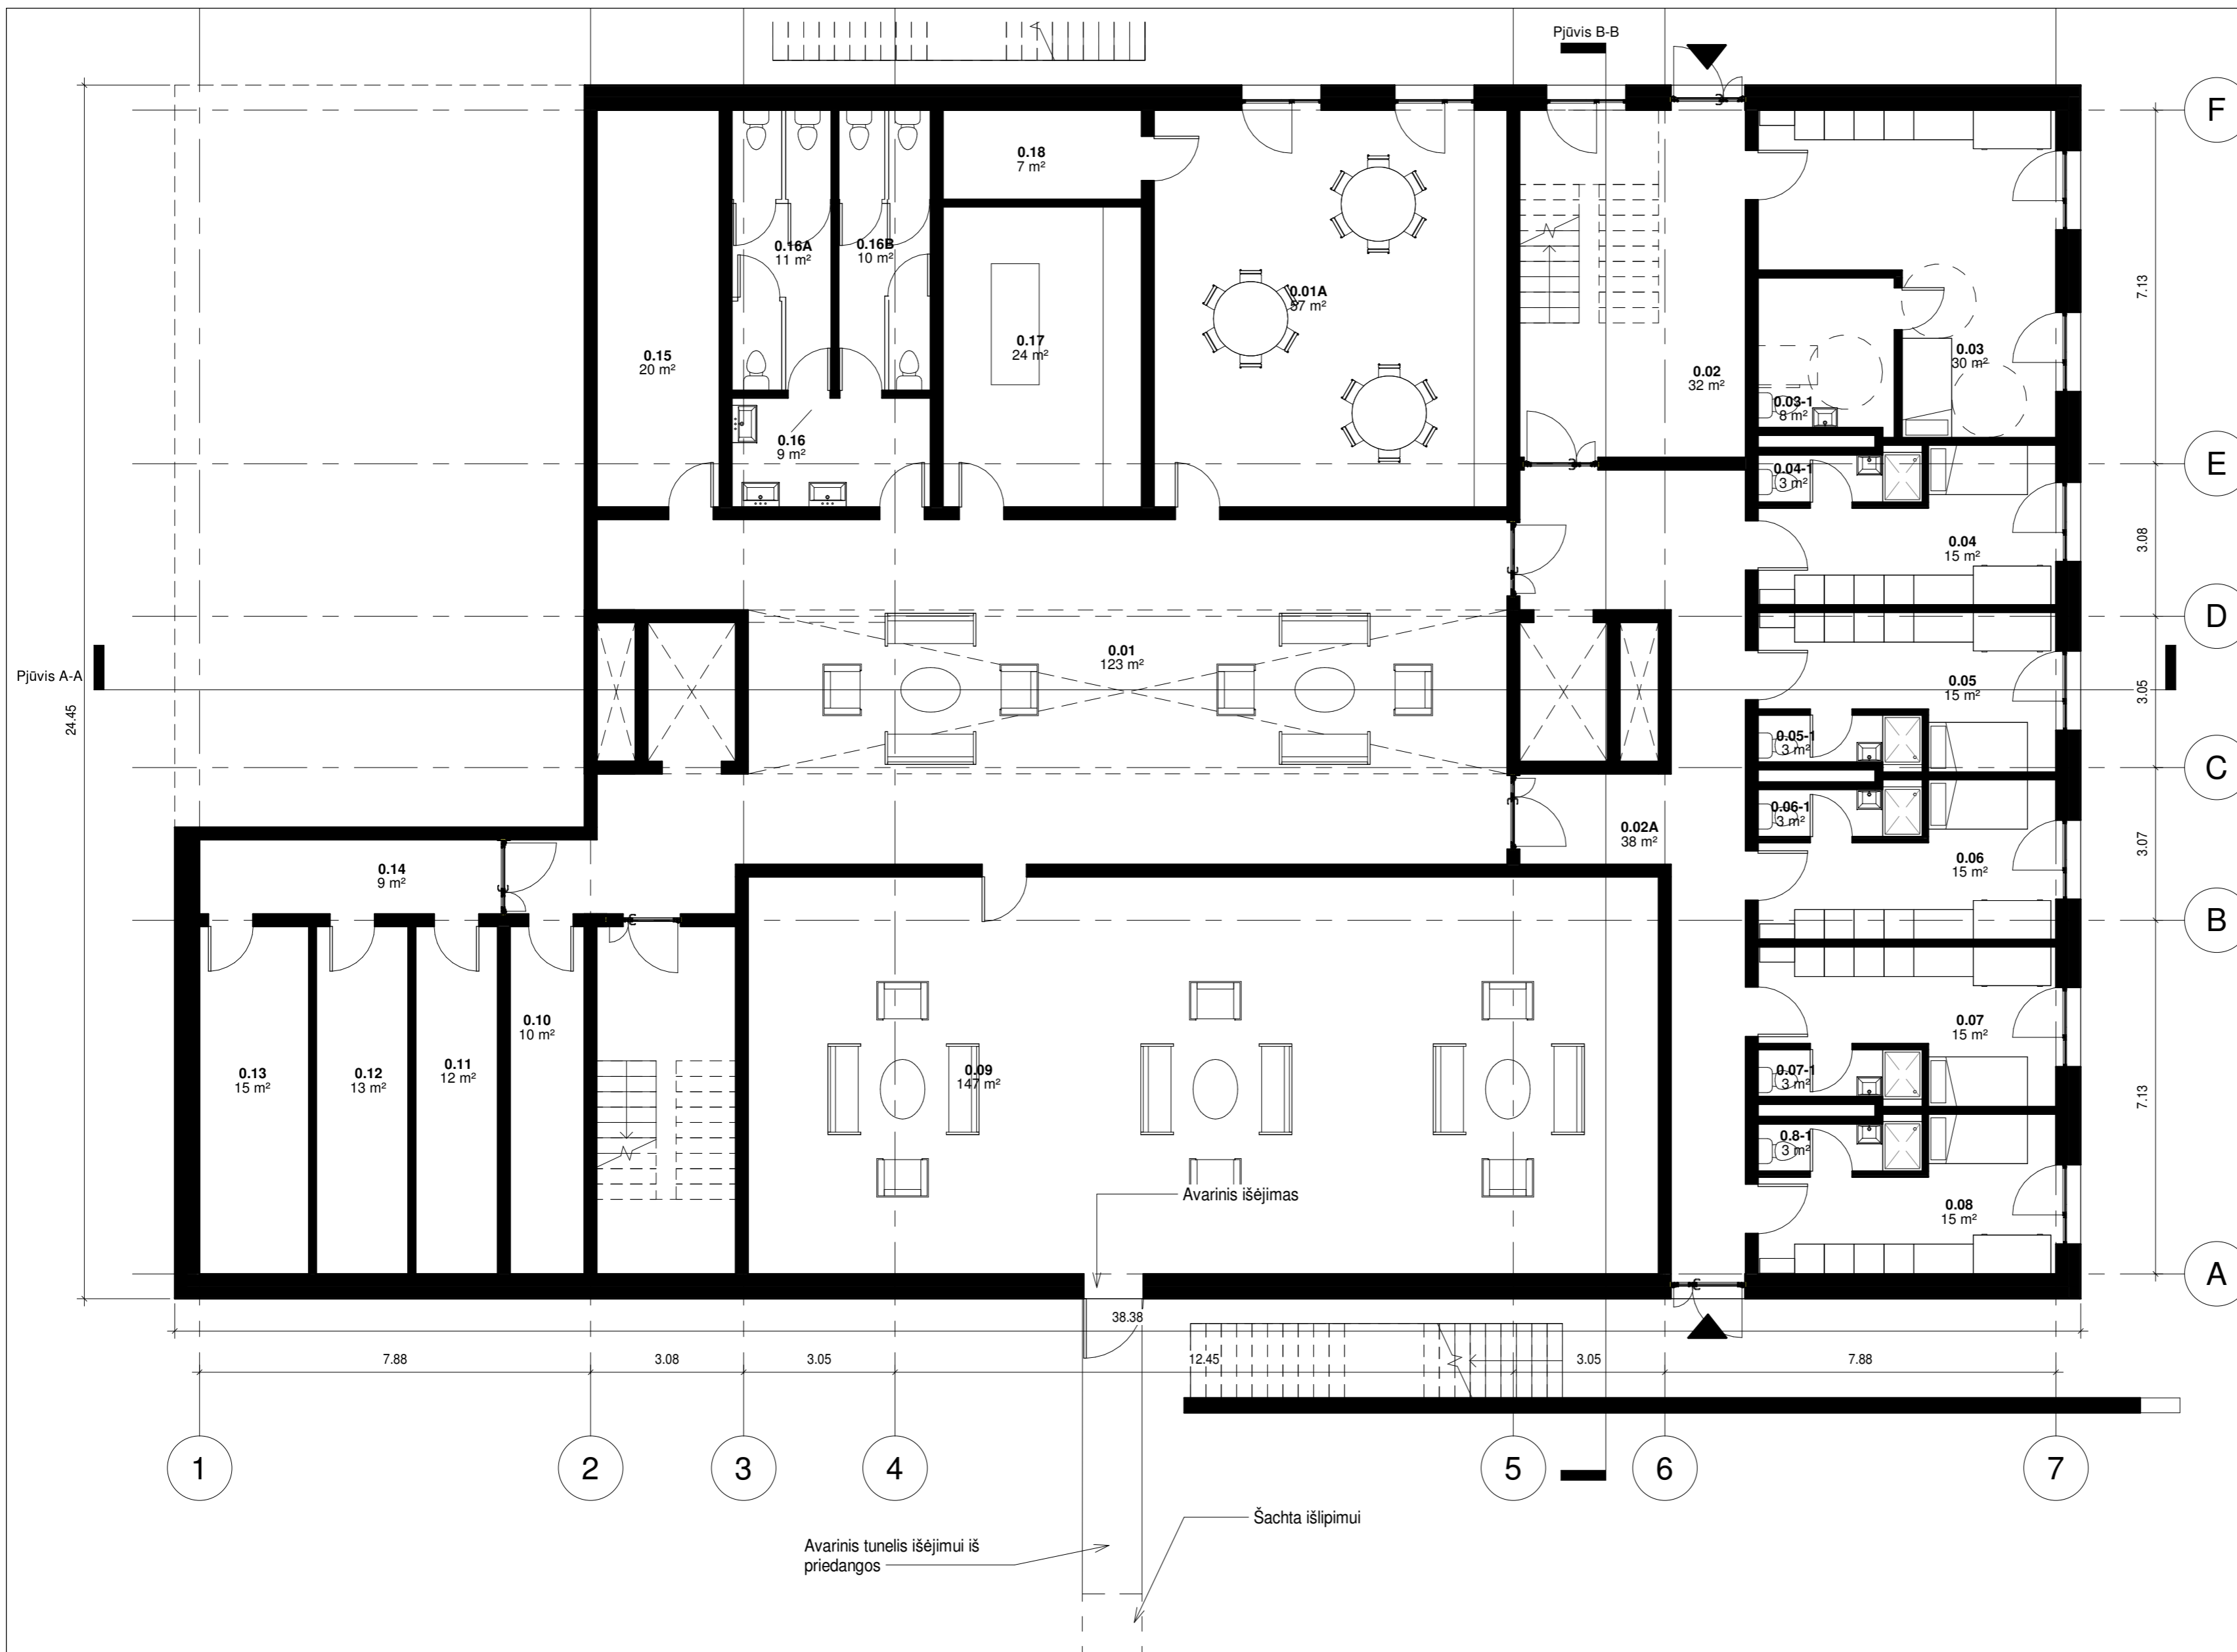 Pjūvis B-B
F
0.18
7 m²
0.16A
11 m²
0.16B
10 m²
0.01A
57 m²
7.13
0.17
24 m²
0.15
20 m²
0.02
32 m²
0.03
30 m²
0.03-1
8 m²
0.16
9 m²
E
0.04-1
3 m²
0.04
15 m²
3.08
D
0.01
123 m²
Pjūvis A-A
0.05
15 m²
3.05
24.45
0.05-1
3 m²
C
0.06-1
3 m²
0.02A
38 m²
3.07
0.06
15 m²
0.14
9 m²
B
0.10
10 m²
0.07
15 m²
0.13
15 m²
0.12
13 m²
0.11
12 m²
0.09
147 m²
0.07-1
3 m²
7.13
0.8-1
3 m²
Avarinis išėjimas
0.08
15 m²
A
38.38
7.88
3.08
3.05
12.45
3.05
7.88
1
2
3
4
5
6
7
Šachta išlipimui
Avarinis tunelis išėjimui iš
priedangos